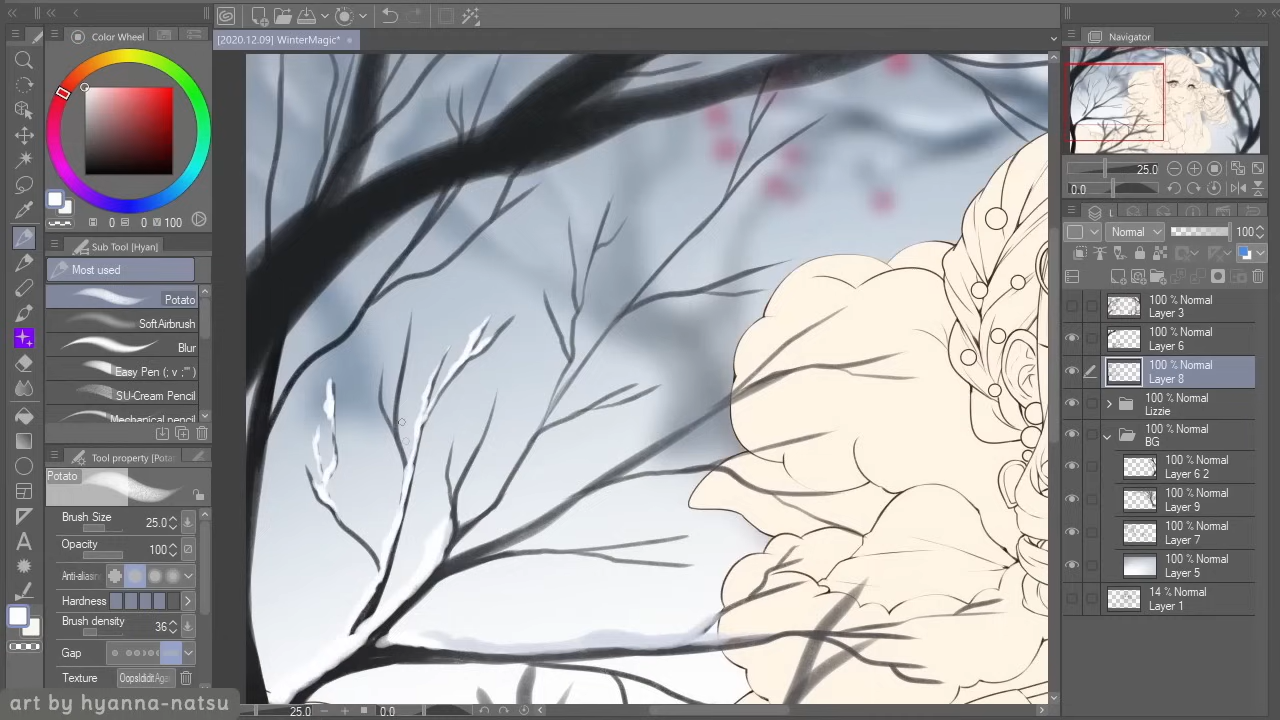 Color Wheel
0 0 100
Sub Tool [Hyan]
Most used
Potato
SoftAirbrush
Blur
Easy Pen (; v ;"" )
SU-Cream Pencil
Mechanical pencil
Tool property [Pota
Potato
Brush Size 25.0
Opacity 100
Anti-aliasin
Hardness
Brush density 36
Gap
Texture
art by hyanna-natsu
[2020.12.09] WinterMagic*
25.0 0.0
Navigator
25.0
0.0
Normal 100
100 % Normal
Layer 3
100 % Normal
Layer 6
100 % Normal
Layer 8
100 % Normal
Lizzie
100 % Normal
BG
100 % Normal
Layer 6 2
100 % Normal
Layer 9
100 % Normal
Layer 7
100 % Normal
Layer 5
14 % Normal
Layer 1